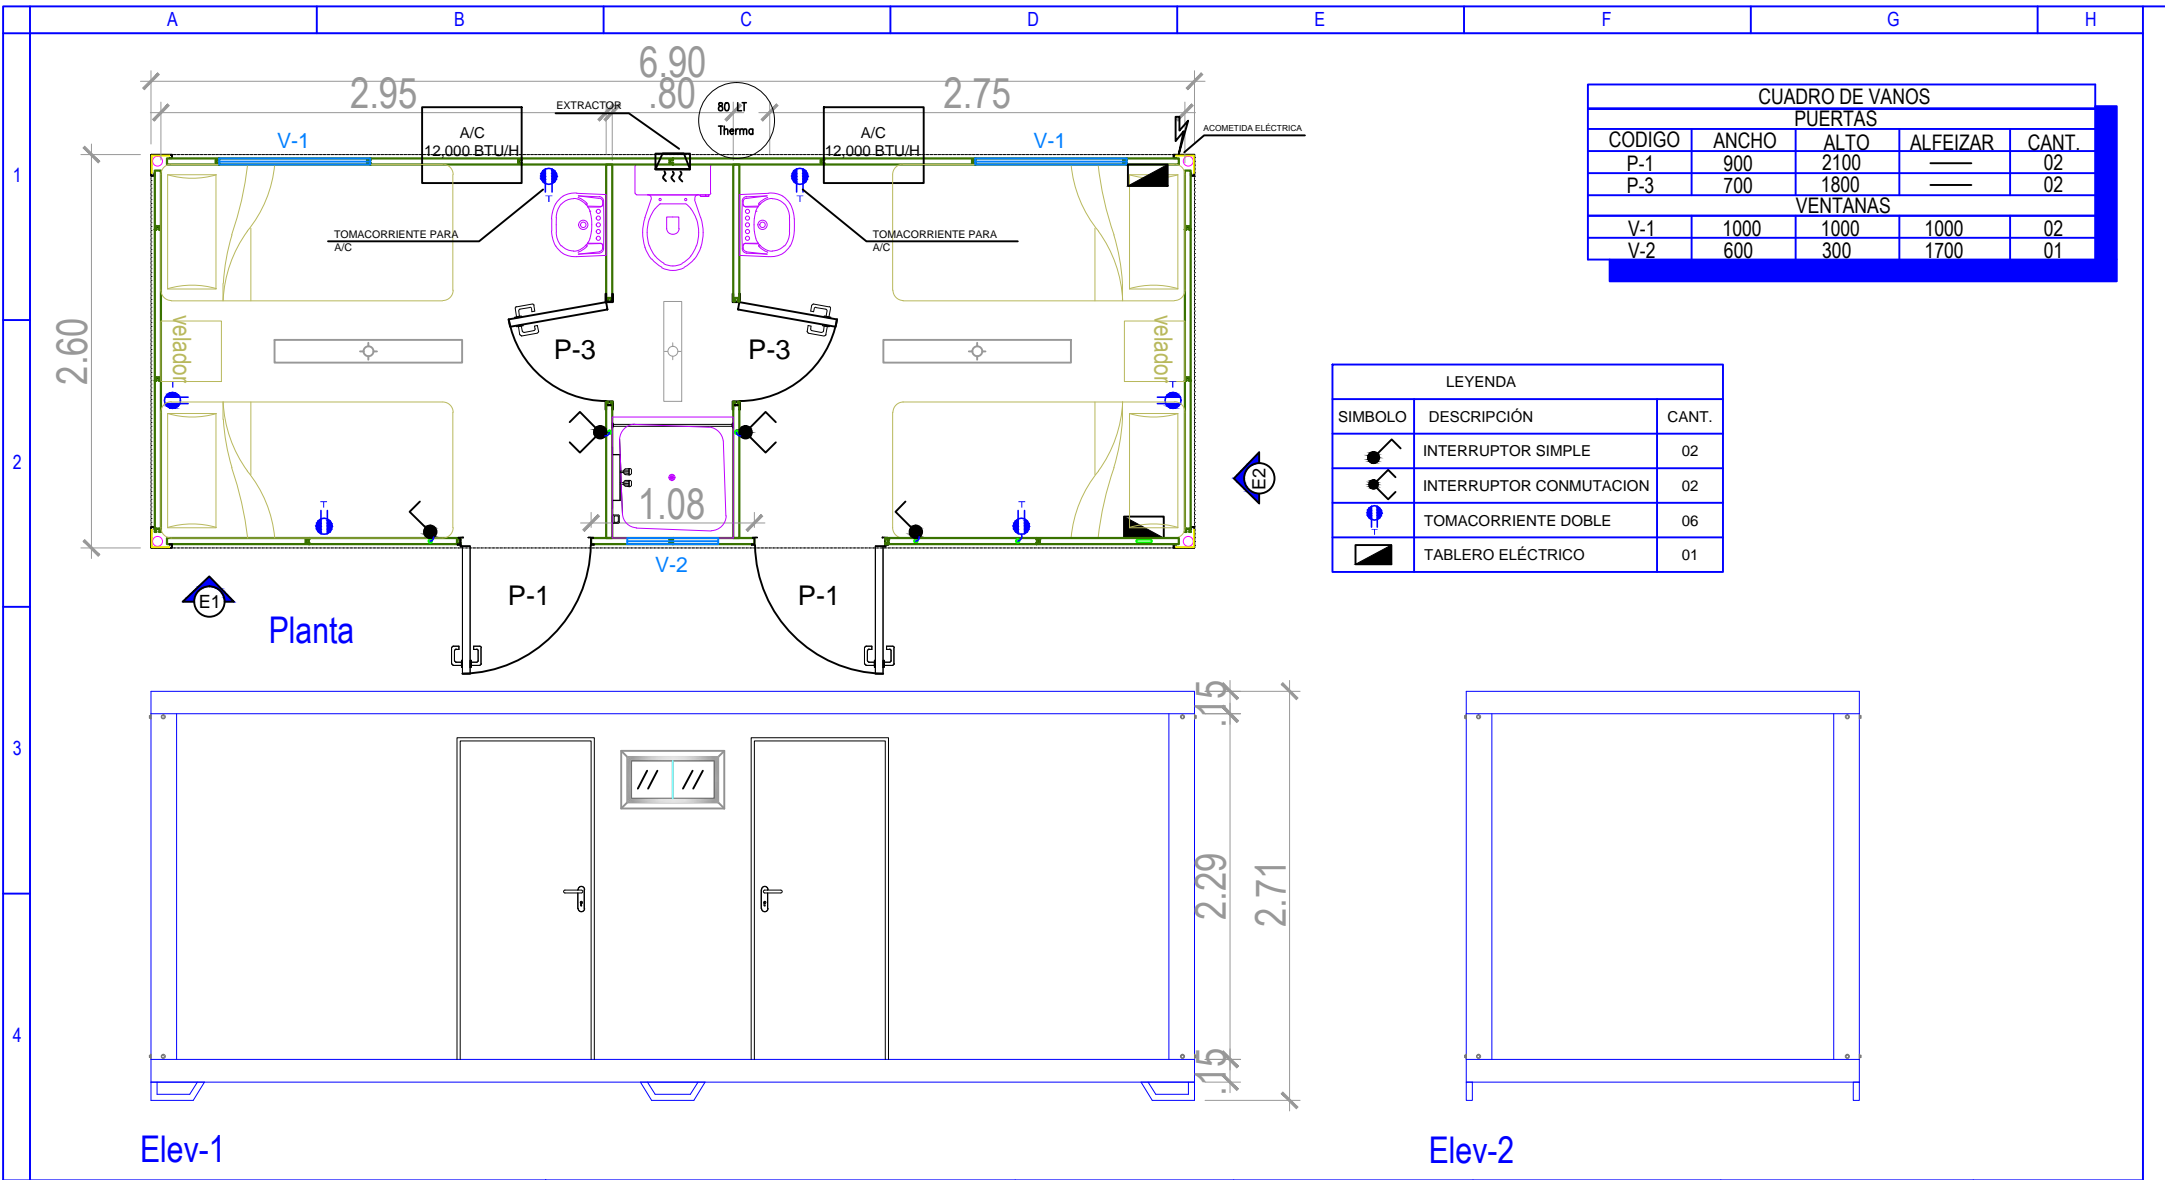 A B C D E F G H
1
2
3
4
6.90
2.95
.80
2.75
EXTRACTOR
80 LT
Therma
A/C
12,000 BTU/H
A/C
12,000 BTU/H
ACOMETIDA ELÉCTRICA
V-1
V-1
T
T
TOMACORRIENTE PARA
A/C
TOMACORRIENTE PARA
A/C
2.60
velador
velador
P-3
P-3
T
T
T
T
1.08
V-2
P-1
P-1
E1
E2
Planta
CUADRO DE VANOS
PUERTAS
CODIGO ANCHO ALTO ALFEIZAR CANT.
P-1 900 2100 —— 02
P-3 700 1800 —— 02
VENTANAS
V-1 1000 1000 1000 02
V-2 600 300 1700 01
LEYENDA
SIMBOLO DESCRIPCIÓN CANT.
INTERRUPTOR SIMPLE 02
INTERRUPTOR CONMUTACION 02
T TOMACORRIENTE DOBLE 06
TABLERO ELÉCTRICO 01
.15
2.29
2.71
.15
Elev-1
Elev-2